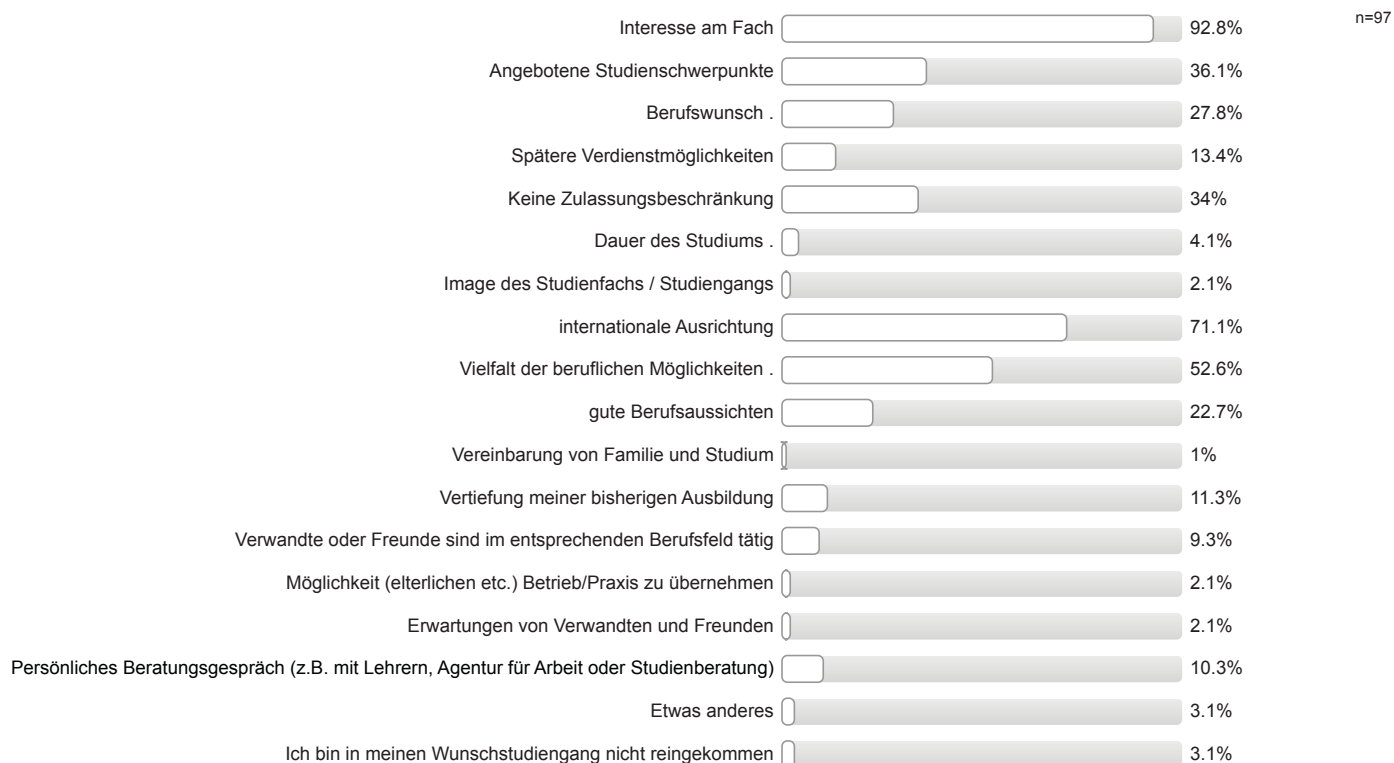 n=97
Interesse am Fach 92.8%
Angebotene Studienschwerpunkte 36.1%
Berufswunsch . 27.8%
Spätere Verdienstmöglichkeiten 13.4%
Keine Zulassungsbeschränkung 34%
Dauer des Studiums . 4.1%
Image des Studienfachs / Studiengangs 2.1%
internationale Ausrichtung 71.1%
Vielfalt der beruflichen Möglichkeiten . 52.6%
gute Berufsaussichten 22.7%
Vereinbarung von Familie und Studium 1%
Vertiefung meiner bisherigen Ausbildung 11.3%
Verwandte oder Freunde sind im entsprechenden Berufsfeld tätig 9.3%
Möglichkeit (elterlichen etc.) Betrieb/Praxis zu übernehmen 2.1%
Erwartungen von Verwandten und Freunden 2.1%
Persönliches Beratungsgespräch (z.B. mit Lehrern, Agentur für Arbeit oder Studienberatung) 10.3%
Etwas anderes 3.1%
Ich bin in meinen Wunschstudiengang nicht reingekommen 3.1%